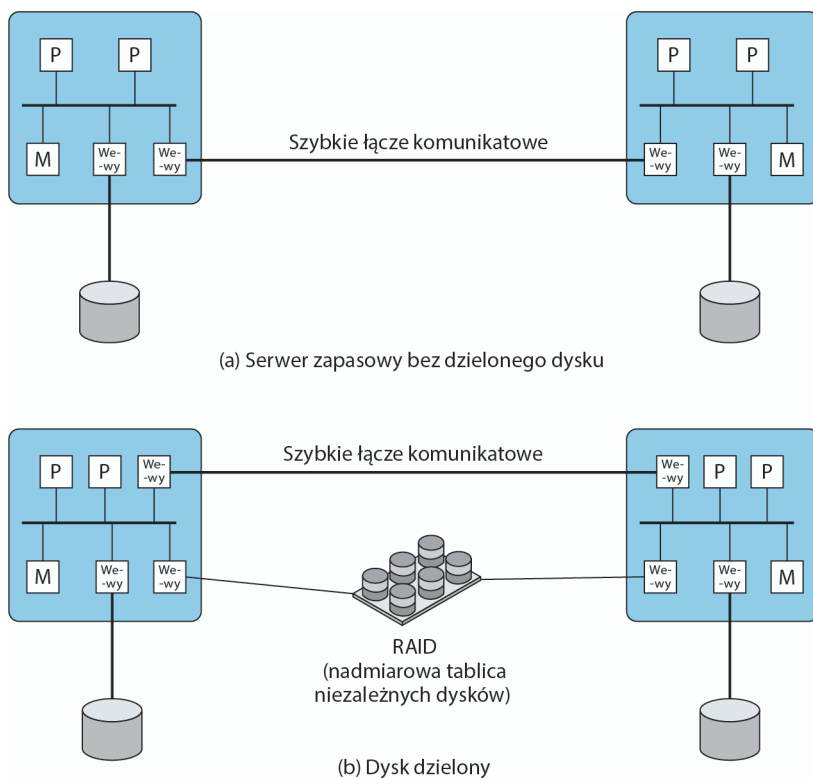 P P
P P
Szybkie łącze komunikatowe
M
We-
-wy
We-
-wy
We-
-wy
We-
-wy
M
(a) Serwer zapasowy bez dzielonego dysku
P P
We-
-wy
Szybkie łącze komunikatowe
We-
-wy
P P
M
We-
-wy
We-
-wy
We-
-wy
We-
-wy
M
RAID
(nadmiarowa tablica
niezależnych dysków)
(b) Dysk dzielony